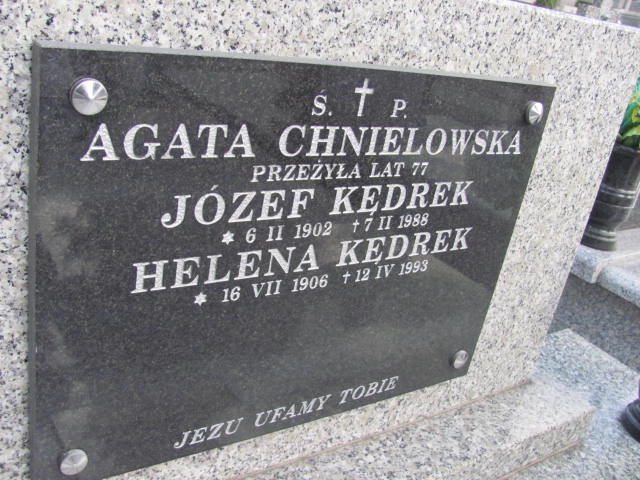 Ś. † P.
AGATA CHNIELOWSKA
PRZEŻYŁA LAT 77
JÓZEF KĘDREK
* 6 II 1902 † 7 II 1988
HELENA KĘDREK
* 16 VII 1906 † 12 IV 1993
JEZU UFAMY TOBIE